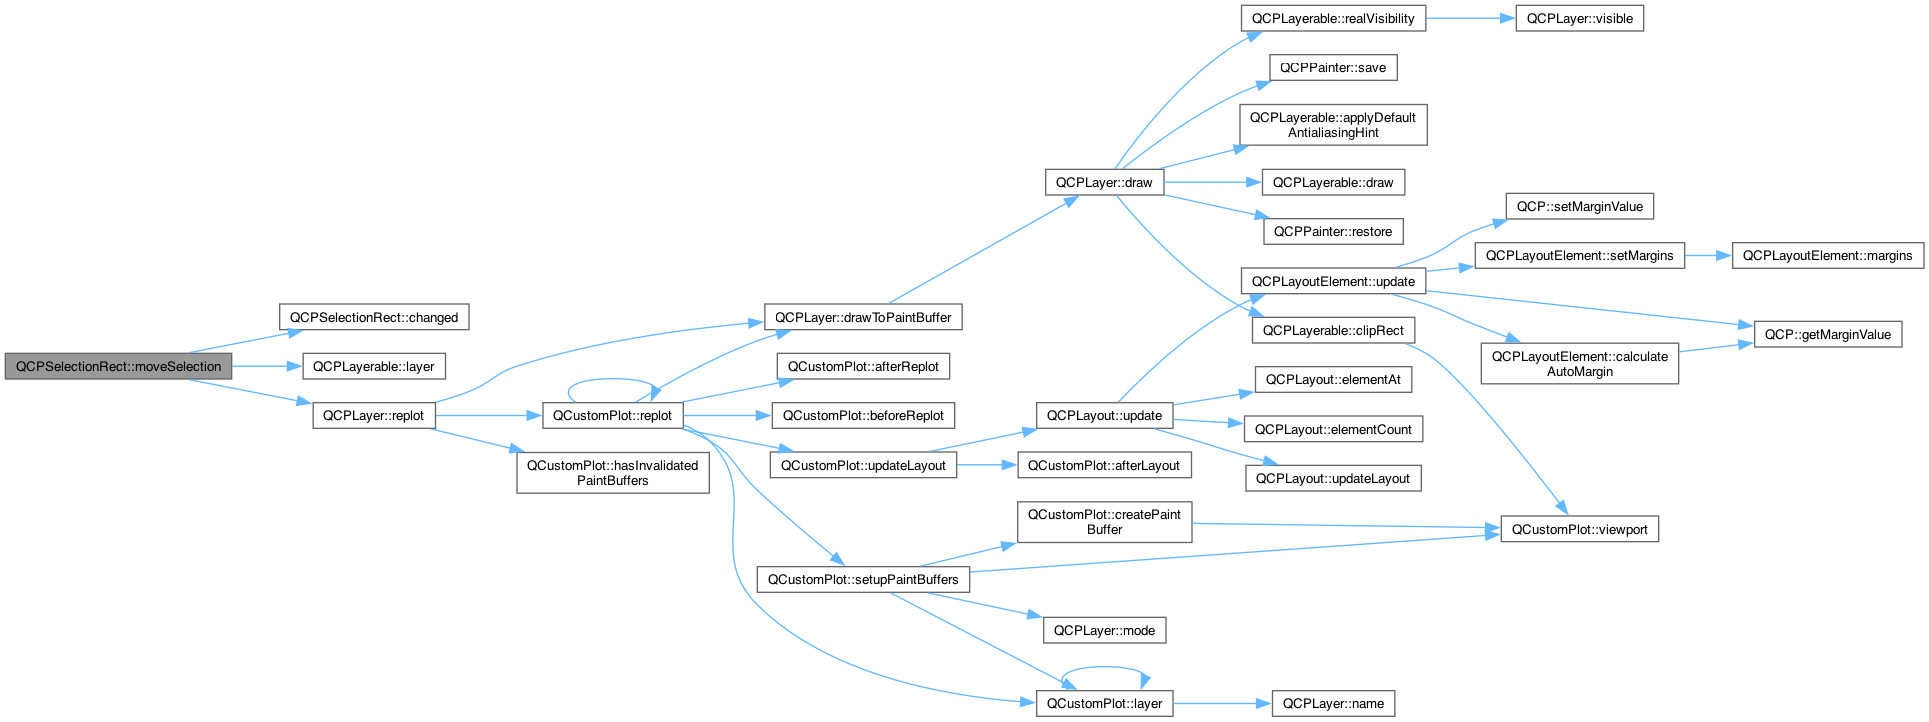 QCPSelectionRect::moveSelection
QCPSelectionRect::changed
QCPLayerable::layer
QCPLayer::replot
QCPLayer::drawToPaintBuffer
QCustomPlot::replot
QCustomPlot::hasInvalidated
PaintBuffers
QCustomPlot::afterReplot
QCustomPlot::beforeReplot
QCustomPlot::updateLayout
QCustomPlot::setupPaintBuffers
QCPLayer::draw
QCPLayout::update
QCustomPlot::afterLayout
QCustomPlot::createPaint
Buffer
QCPLayer::mode
QCustomPlot::layer
QCPLayerable::realVisibility
QCPPainter::save
QCPLayerable::applyDefault
AntialiasingHint
QCPLayerable::draw
QCPPainter::restore
QCPLayoutElement::update
QCPLayerable::clipRect
QCPLayout::elementAt
QCPLayout::elementCount
QCPLayout::updateLayout
QCPLayer::name
QCPLayer::visible
QCP::setMarginValue
QCPLayoutElement::setMargins
QCPLayoutElement::calculate
AutoMargin
QCustomPlot::viewport
QCPLayoutElement::margins
QCP::getMarginValue